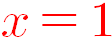 x = 1